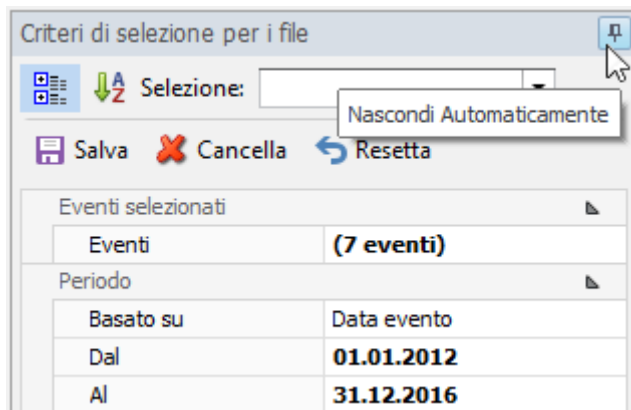 Criteri di selezione per i file
A Z Selezione:
Nascondi Automaticamente
Salva Cancella Resetta
Eventi selezionati
Eventi (7 eventi)
Periodo
Basato su Data evento
Dal 01.01.2012
Al 31.12.2016